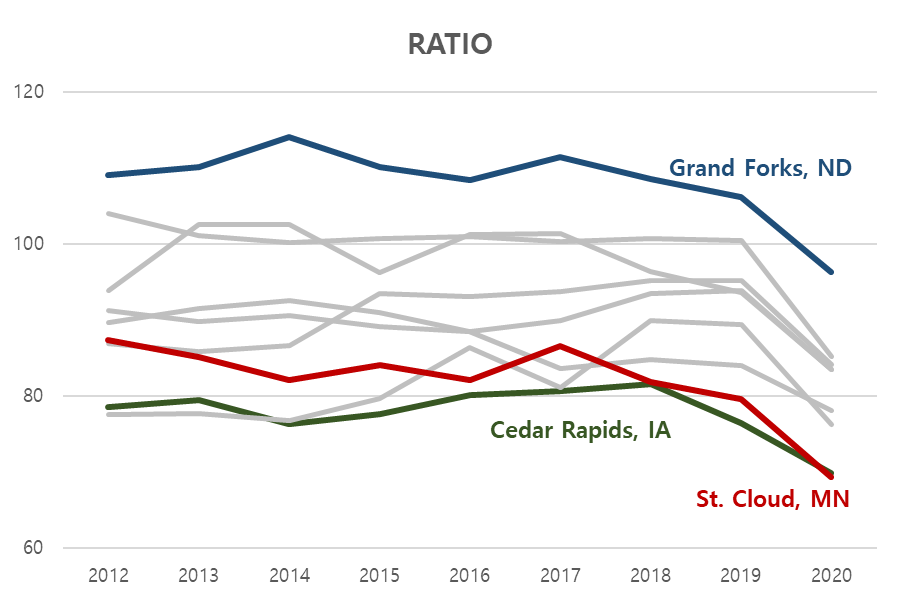 RATIO
120
100
80
60
Grand Forks, ND
Cedar Rapids, IA
St. Cloud, MN
2012 2013 2014 2015 2016 2017 2018 2019 2020